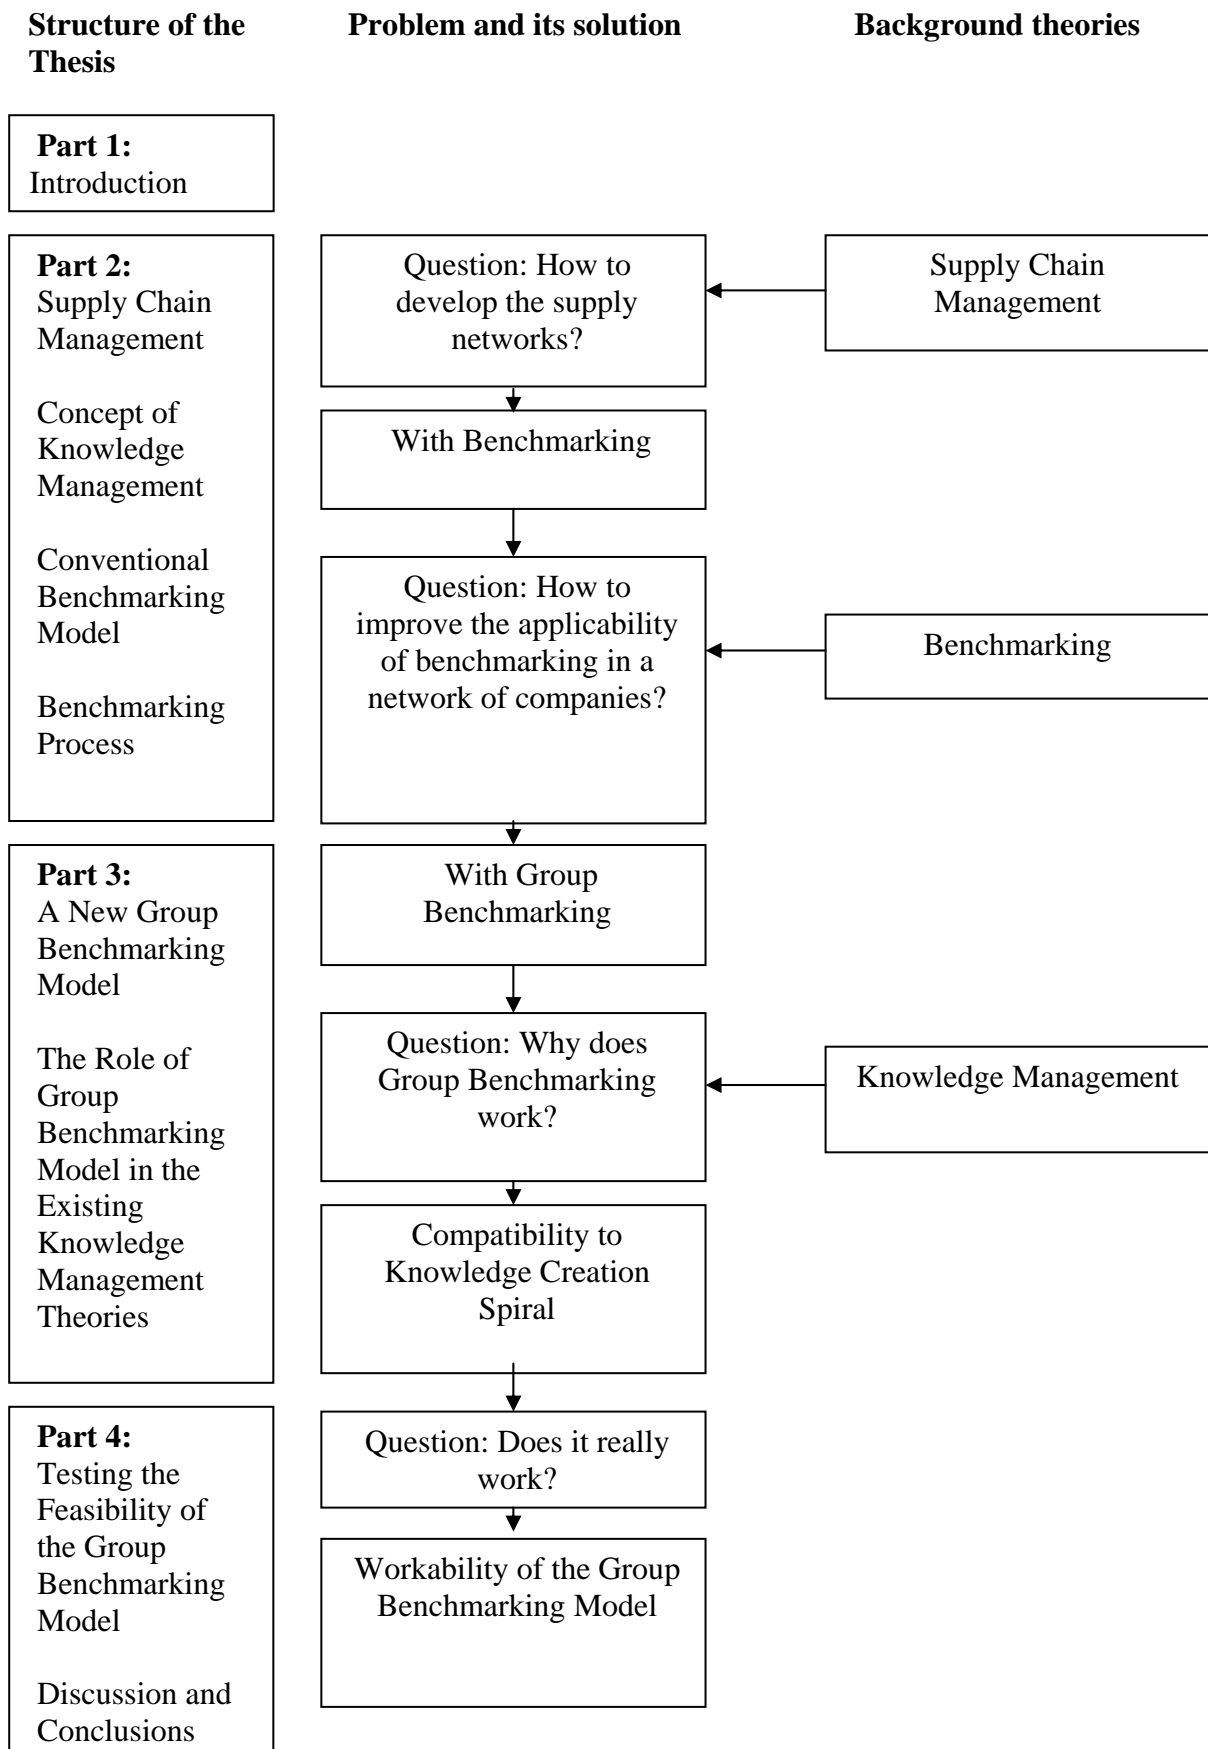 Structure of the
Thesis
Problem and its solution
Background theories
Part 1:
Introduction
Part 2:
Supply Chain
Management
Concept of
Knowledge
Management
Conventional
Benchmarking
Model
Benchmarking
Process
Question: How to
develop the supply
networks?
Supply Chain
Management
With Benchmarking
Question: How to
improve the applicability
of benchmarking in a
network of companies?
Benchmarking
Part 3:
A New Group
Benchmarking
Model
The Role of
Group
Benchmarking
Model in the
Existing
Knowledge
Management
Theories
With Group
Benchmarking
Question: Why does
Group Benchmarking
work?
Knowledge Management
Compatibility to
Knowledge Creation
Spiral
Part 4:
Testing the
Feasibility of
the Group
Benchmarking
Model
Discussion and
Conclusions
Question: Does it really
work?
Workability of the Group
Benchmarking Model